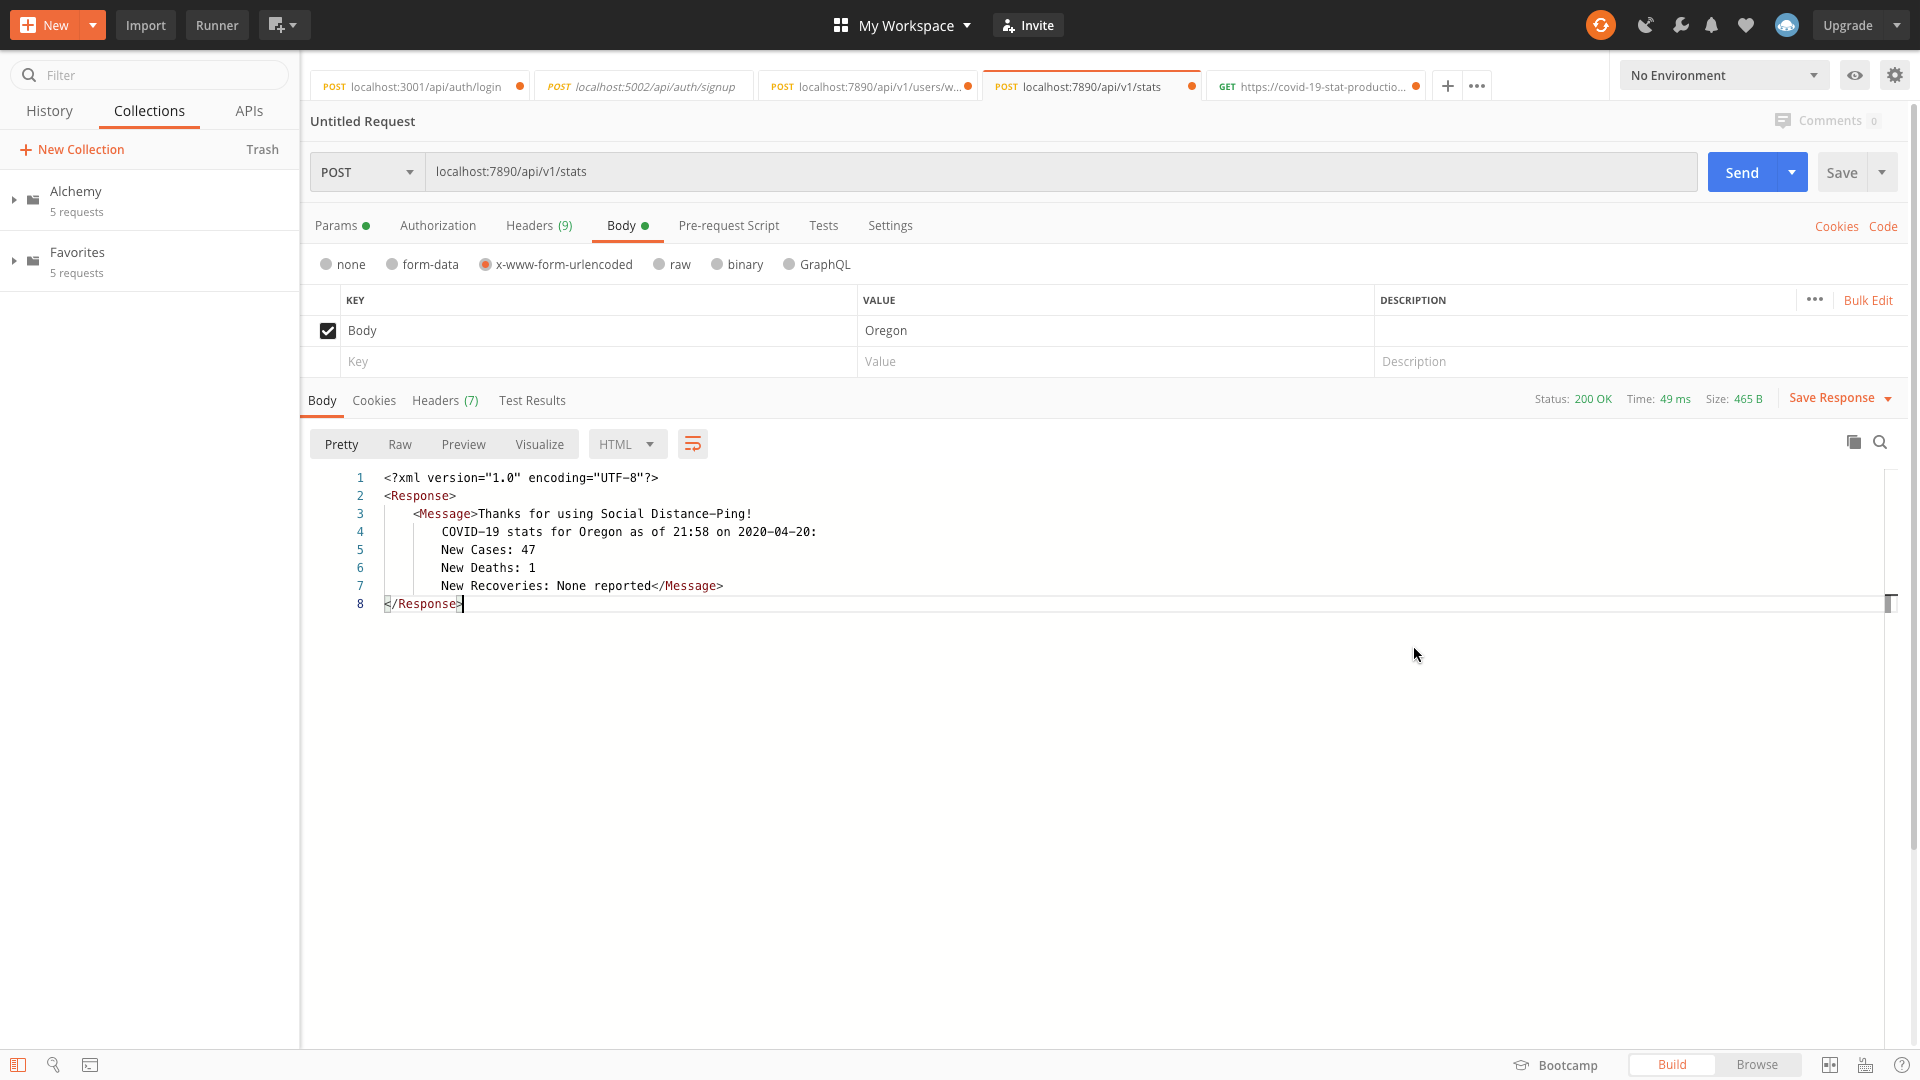 New
Import
Runner
My Workspace
Invite
Upgrade
Filter
History
Collections
APIs
New Collection
Trash
Alchemy
5 requests
Favorites
5 requests
POST localhost:3001/api/auth/login
POST localhost:5002/api/auth/signup
POST localhost:7890/api/v1/users/w...
POST localhost:7890/api/v1/stats
GET https://covid-19-stat-productio...
No Environment
Untitled Request
Comments 0
POST
localhost:7890/api/v1/stats
Send
Save
Params
Authorization
Headers (9)
Body
Pre-request Script
Tests
Settings
Cookies
Code
none
form-data
x-www-form-urlencoded
raw
binary
GraphQL
KEY
VALUE
DESCRIPTION
Bulk Edit
Body
Oregon
Key
Value
Description
Body
Cookies
Headers (7)
Test Results
Status: 200 OK
Time: 49 ms
Size: 465 B
Save Response
Pretty
Raw
Preview
Visualize
HTML
1 <?xml version="1.0" encoding="UTF-8"?>
2 <Response>
3 <Message>Thanks for using Social Distance-Ping!
4 COVID-19 stats for Oregon as of 21:58 on 2020-04-20:
5 New Cases: 47
6 New Deaths: 1
7 New Recoveries: None reported</Message>
8 </Response>
Bootcamp
Build
Browse